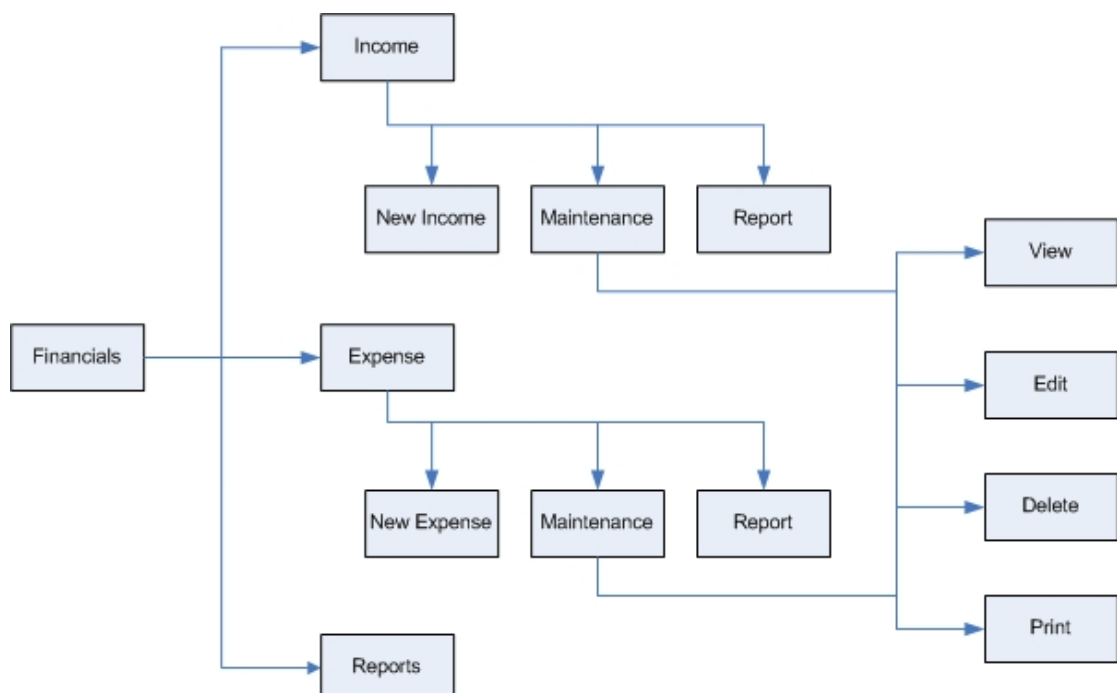 Income
New Income
Maintenance
Report
View
Financials
Expense
Edit
New Expense
Maintenance
Report
Delete
Print
Reports